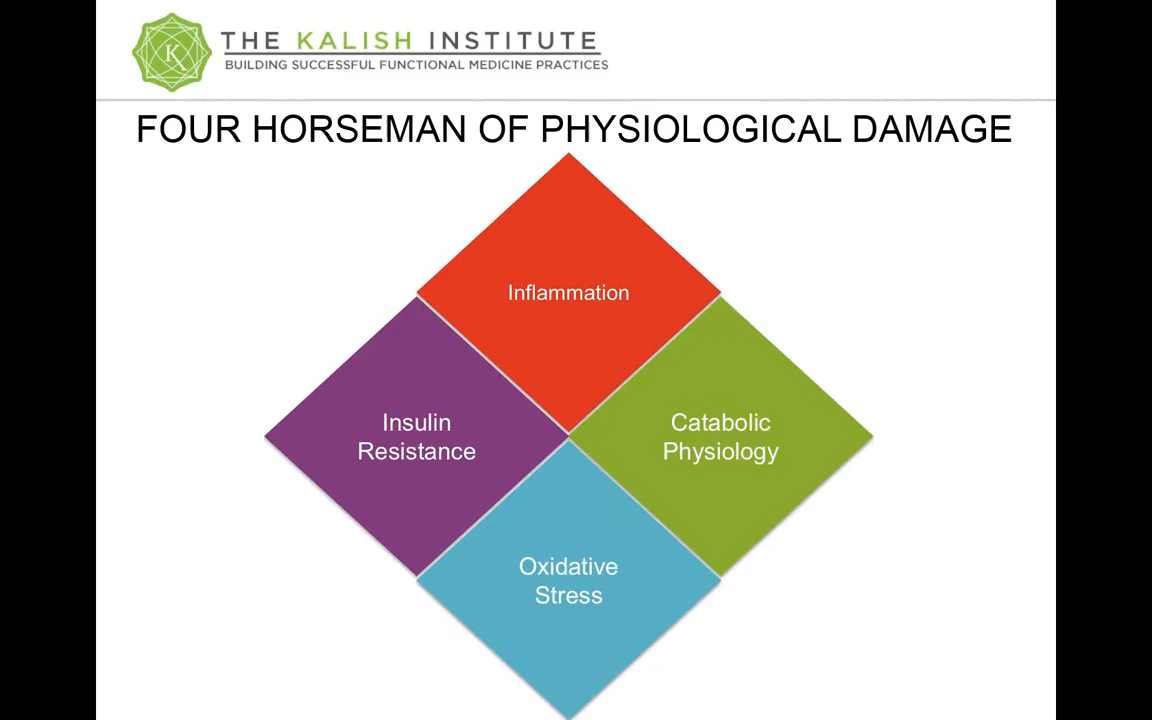 K
THE KALISH INSTITUTE
BUILDING SUCCESSFUL FUNCTIONAL MEDICINE PRACTICES
FOUR HORSEMAN OF PHYSIOLOGICAL DAMAGE
Inflammation
Insulin
Resistance
Catabolic
Physiology
Oxidative
Stress